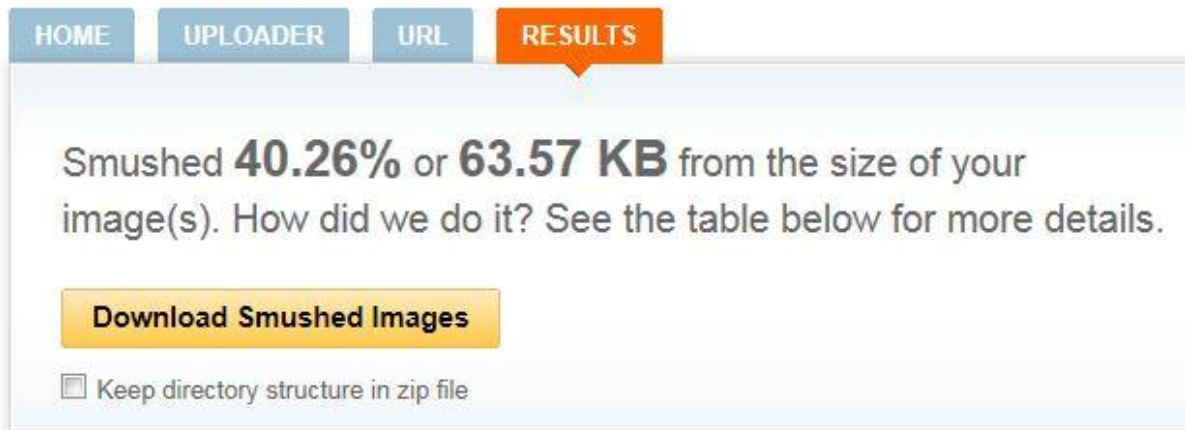 HOME UPLOADER URL RESULTS
Smushed 40.26% or 63.57 KB from the size of your
image(s). How did we do it? See the table below for more details.
Download Smushed Images
Keep directory structure in zip file